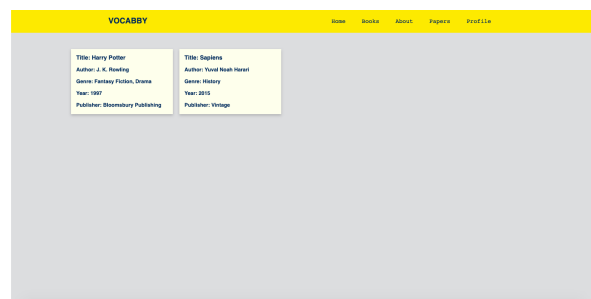 VOCABBY
Home Books About Papers Profile
Title: Harry Potter
Author: J. K. Rowling
Genre: Fantasy Fiction, Drama
Year: 1997
Publisher: Bloomsbury Publishing
Title: Sapiens
Author: Yuval Noah Harari
Genre: History
Year: 2015
Publisher: Vintage